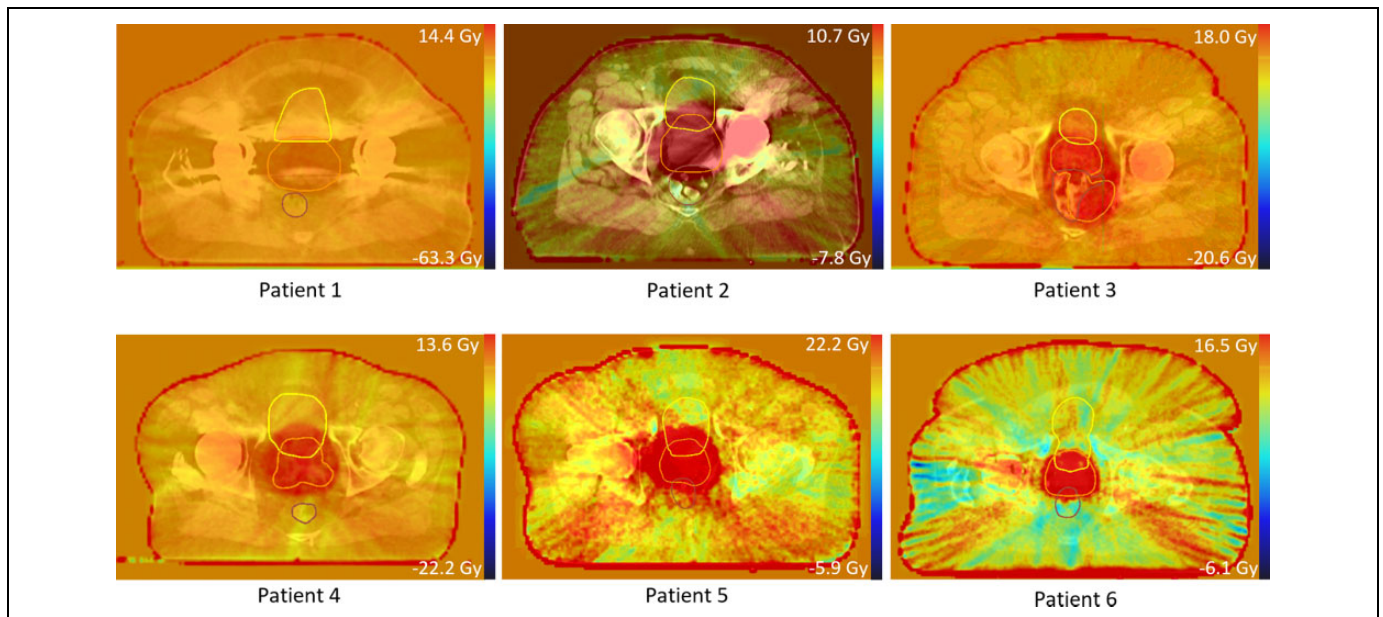 14.4 Gy
-63.3 Gy
Patient 1
10.7 Gy
-7.8 Gy
Patient 2
18.0 Gy
-20.6 Gy
Patient 3
13.6 Gy
-22.2 Gy
Patient 4
22.2 Gy
-5.9 Gy
Patient 5
16.5 Gy
-6.1 Gy
Patient 6